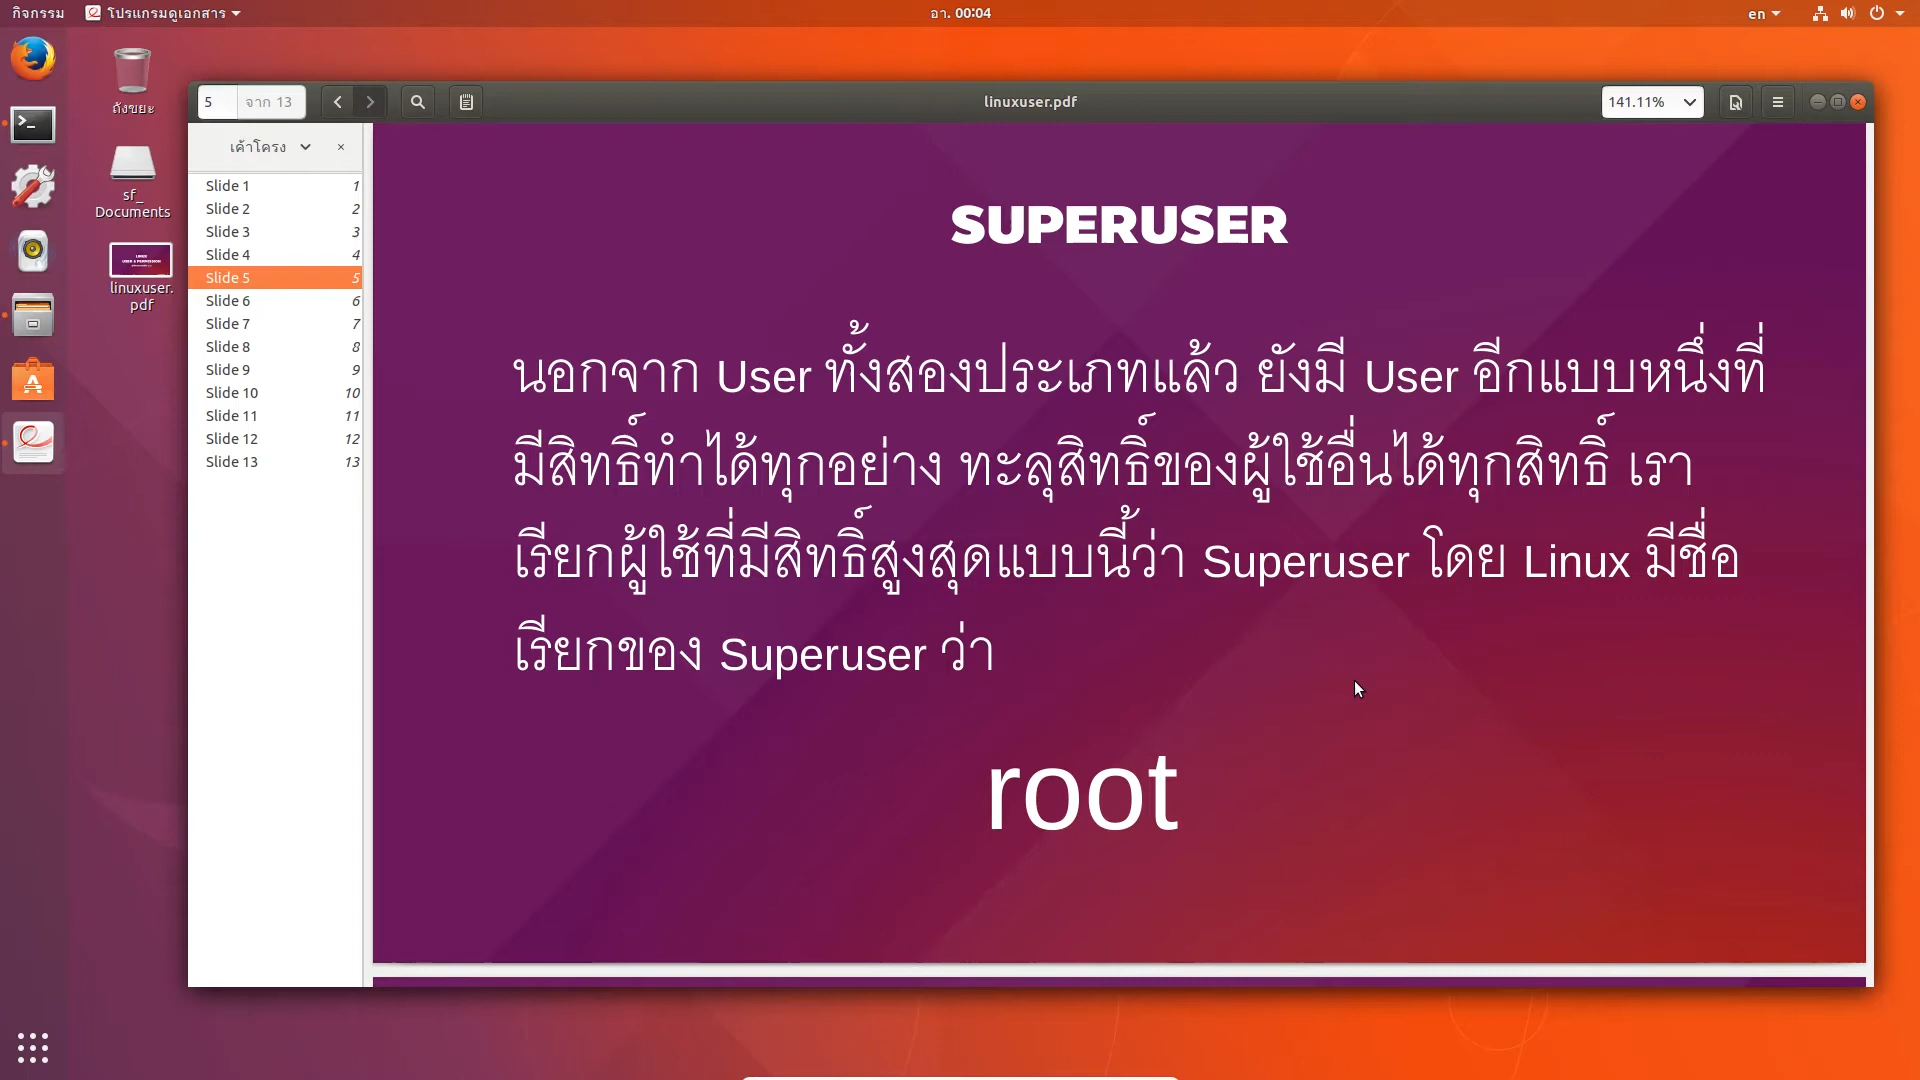 กิจกรรม
โปรแกรมดูเอกสาร
อา. 00:04
en
ถังขยะ
sf_
Documents
linuxuser.
pdf
5 จาก 13
linuxuser.pdf
141.11%
เค้าโครง
Slide 1 1
Slide 2 2
Slide 3 3
Slide 4 4
Slide 5 5
Slide 6 6
Slide 7 7
Slide 8 8
Slide 9 9
Slide 10 10
Slide 11 11
Slide 12 12
Slide 13 13
SUPERUSER
นอกจาก User ทั้งสองประเภทแล้ว ยังมี User อีกแบบหนึ่งที่
มีสิทธิ์ทำได้ทุกอย่าง ทะลุสิทธิ์ของผู้ใช้อื่นได้ทุกสิทธิ์ เรา
เรียกผู้ใช้ที่มีสิทธิ์สูงสุดแบบนี้ว่า Superuser โดย Linux มีชื่อ
เรียกของ Superuser ว่า
root